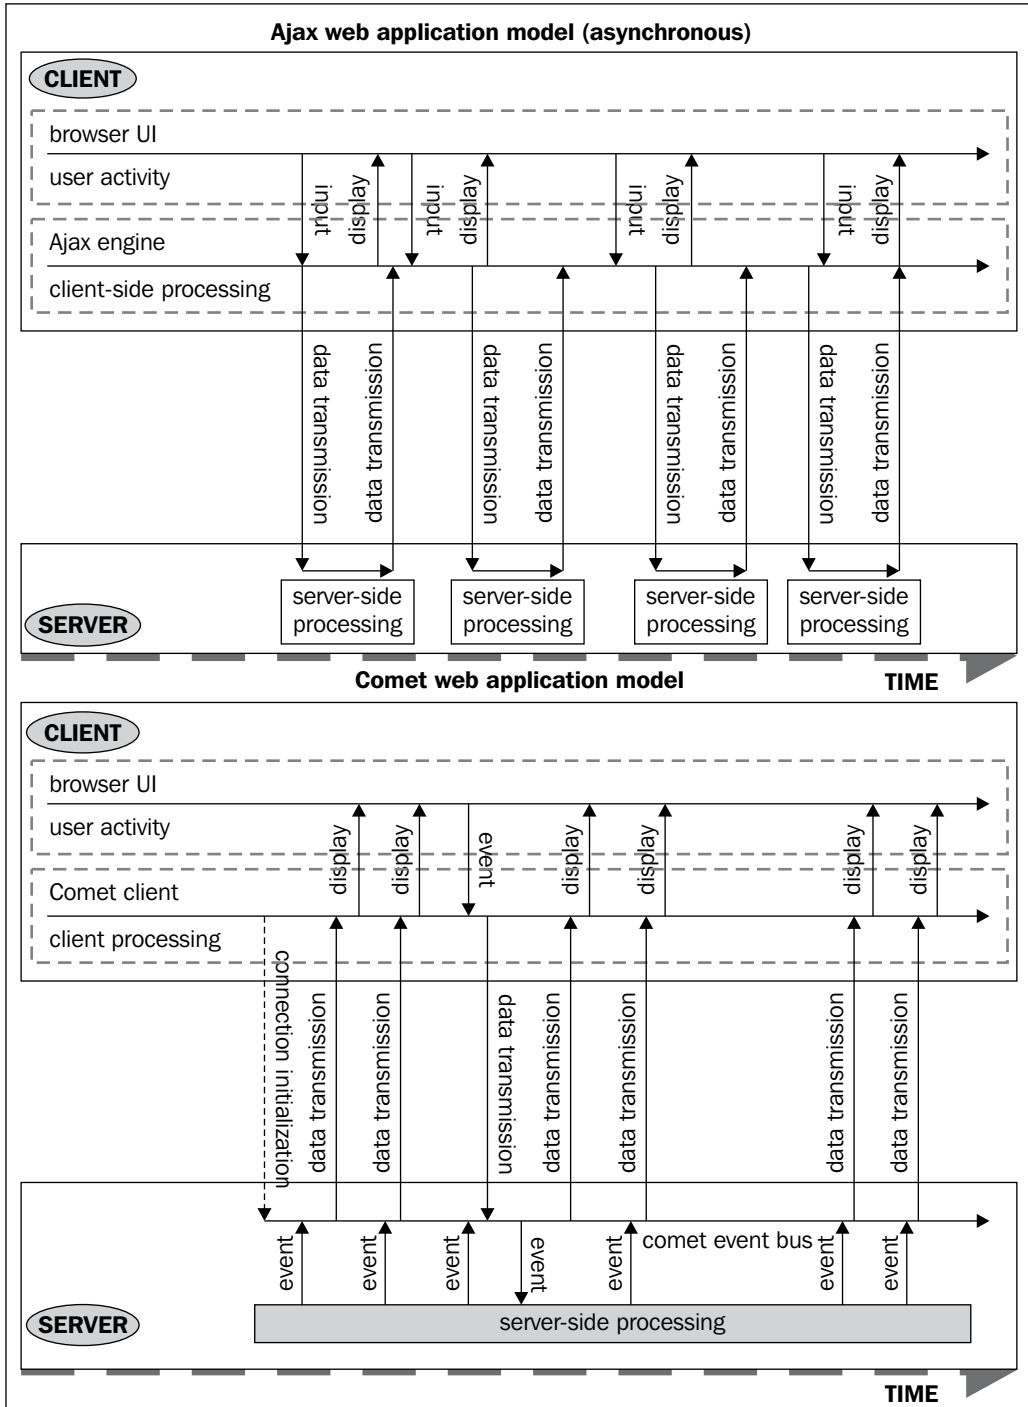 Ajax web application model (asynchronous)
CLIENT
browser UI
user activity
input
display
input
display
input
display
input
display
Ajax engine
client-side processing
data transmission
data transmission
data transmission
data transmission
data transmission
data transmission
data transmission
data transmission
server-side
processing
server-side
processing
server-side
processing
server-side
processing
SERVER
TIME
Comet web application model
CLIENT
browser UI
user activity
display
display
event
display
display
display
display
Comet client
client processing
connection initialization
data transmission
data transmission
data transmission
data transmission
data transmission
data transmission
data transmission
event
event
event
event
event
comet event bus
event
event
server-side processing
SERVER
TIME